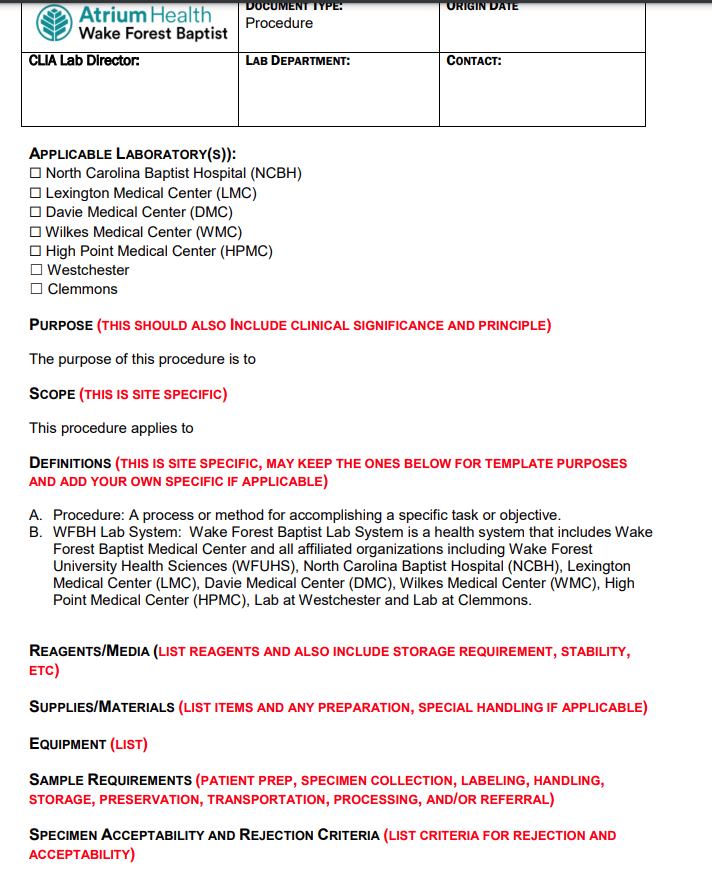 Atrium Health
Wake Forest Baptist
DOCUMENT TYPE:
Procedure
ORIGIN DATE
CLIA Lab Director:
LAB DEPARTMENT:
CONTACT:
APPLICABLE LABORATORY(S)):
☐ North Carolina Baptist Hospital (NCBH)
☐ Lexington Medical Center (LMC)
☐ Davie Medical Center (DMC)
☐ Wilkes Medical Center (WMC)
☐ High Point Medical Center (HPMC)
☐ Westchester
☐ Clemmons
PURPOSE (THIS SHOULD ALSO INCLUDE CLINICAL SIGNIFICANCE AND PRINCIPLE)
The purpose of this procedure is to
SCOPE (THIS IS SITE SPECIFIC)
This procedure applies to
DEFINITIONS (THIS IS SITE SPECIFIC, MAY KEEP THE ONES BELOW FOR TEMPLATE PURPOSES
AND ADD YOUR OWN SPECIFIC IF APPLICABLE)
A. Procedure: A process or method for accomplishing a specific task or objective.
B. WFBH Lab System: Wake Forest Baptist Lab System is a health system that includes Wake
Forest Baptist Medical Center and all affiliated organizations including Wake Forest
University Health Sciences (WFUHS), North Carolina Baptist Hospital (NCBH), Lexington
Medical Center (LMC), Davie Medical Center (DMC), Wilkes Medical Center (WMC), High
Point Medical Center (HPMC), Lab at Westchester and Lab at Clemmons.
REAGENTS/MEDIA (LIST REAGENTS AND ALSO INCLUDE STORAGE REQUIREMENT, STABILITY,
ETC)
SUPPLIES/MATERIALS (LIST ITEMS AND ANY PREPARATION, SPECIAL HANDLING IF APPLICABLE)
EQUIPMENT (LIST)
SAMPLE REQUIREMENTS (PATIENT PREP, SPECIMEN COLLECTION, LABELING, HANDLING,
STORAGE, PRESERVATION, TRANSPORTATION, PROCESSING, AND/OR REFERRAL)
SPECIMEN ACCEPTABILITY AND REJECTION CRITERIA (LIST CRITERIA FOR REJECTION AND
ACCEPTABILITY)